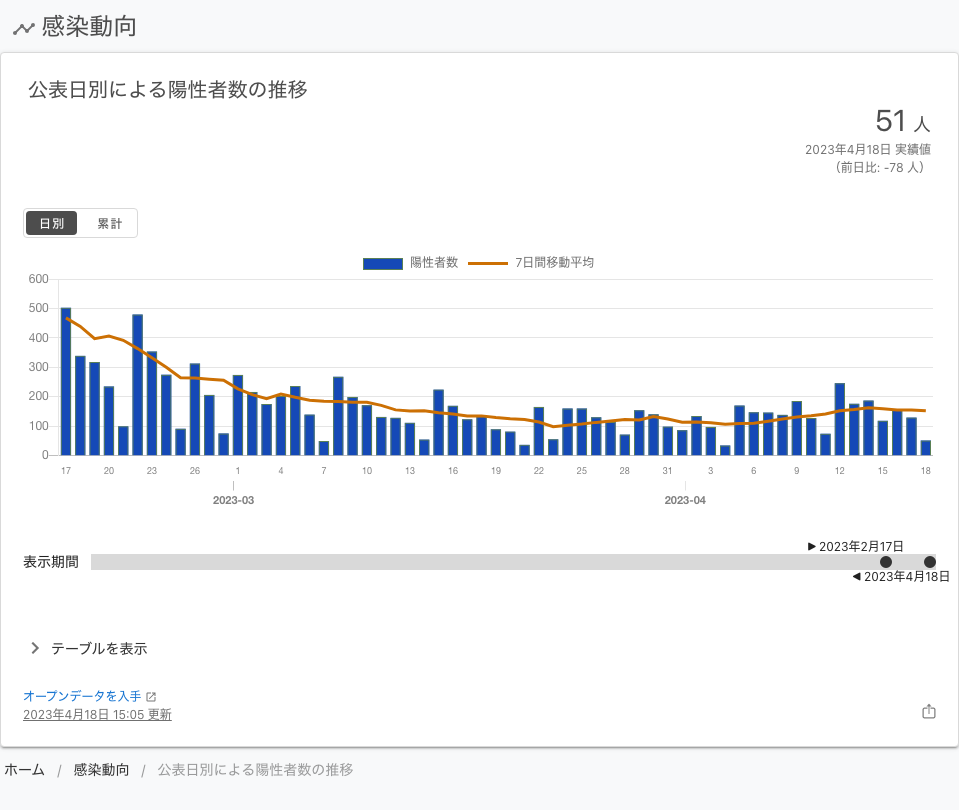 感染動向
公表日別による陽性者数の推移
51 人
2023年4月18日 実績値
（前日比: -78 人）
日別 累計
陽性者数 7日間移動平均
600
500
400
300
200
100
0
17 20 23 26 1 4 7 10 13 16 19 22 25 28 31 3 6 9 12 15 18
2023-03 2023-04
2023年2月17日
表示期間
2023年4月18日
テーブルを表示
オープンデータを入手
2023年4月18日 15:05 更新
ホーム / 感染動向 / 公表日別による陽性者数の推移